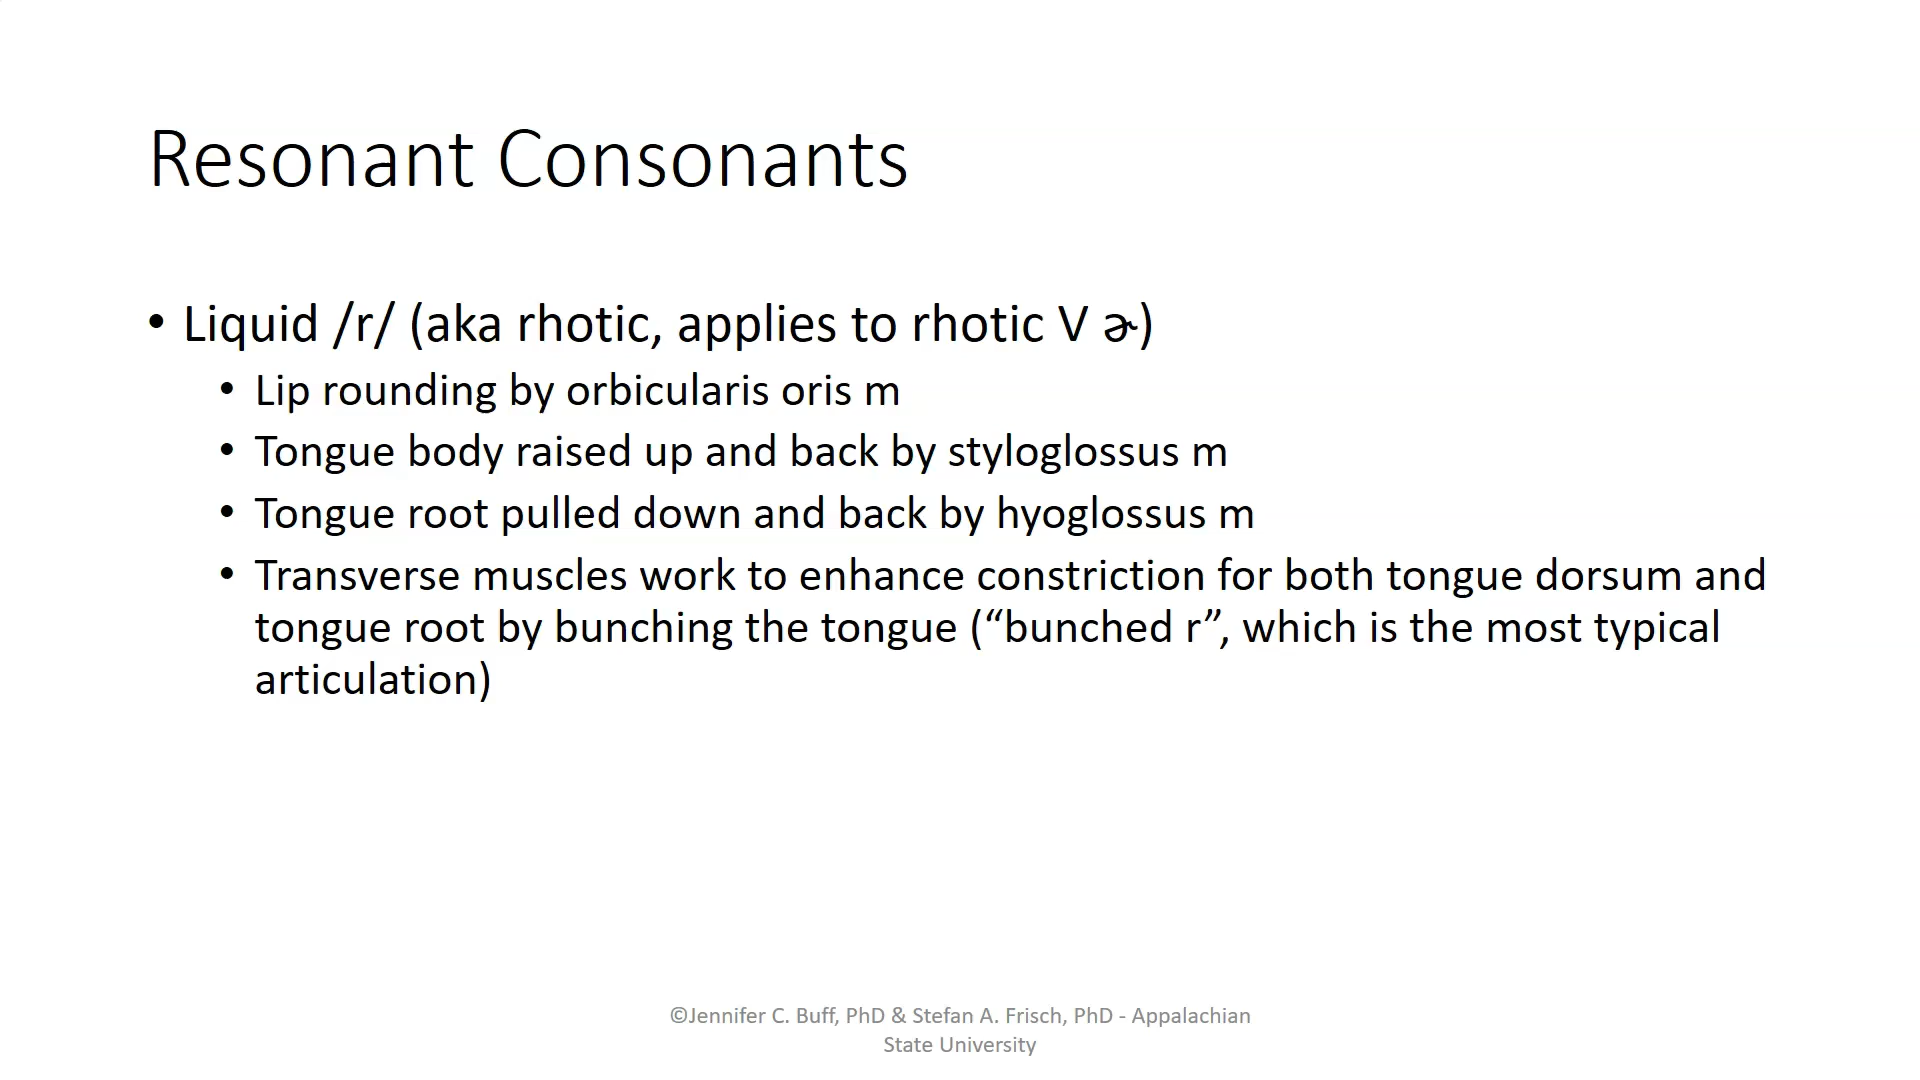 Resonant Consonants
• Liquid /r/ (aka rhotic, applies to rhotic V ɚ)
• Lip rounding by orbicularis oris m
• Tongue body raised up and back by styloglossus m
• Tongue root pulled down and back by hyoglossus m
• Transverse muscles work to enhance constriction for both tongue dorsum and
tongue root by bunching the tongue (“bunched r”, which is the most typical
articulation)
©Jennifer C. Buff, PhD & Stefan A. Frisch, PhD - Appalachian
State University